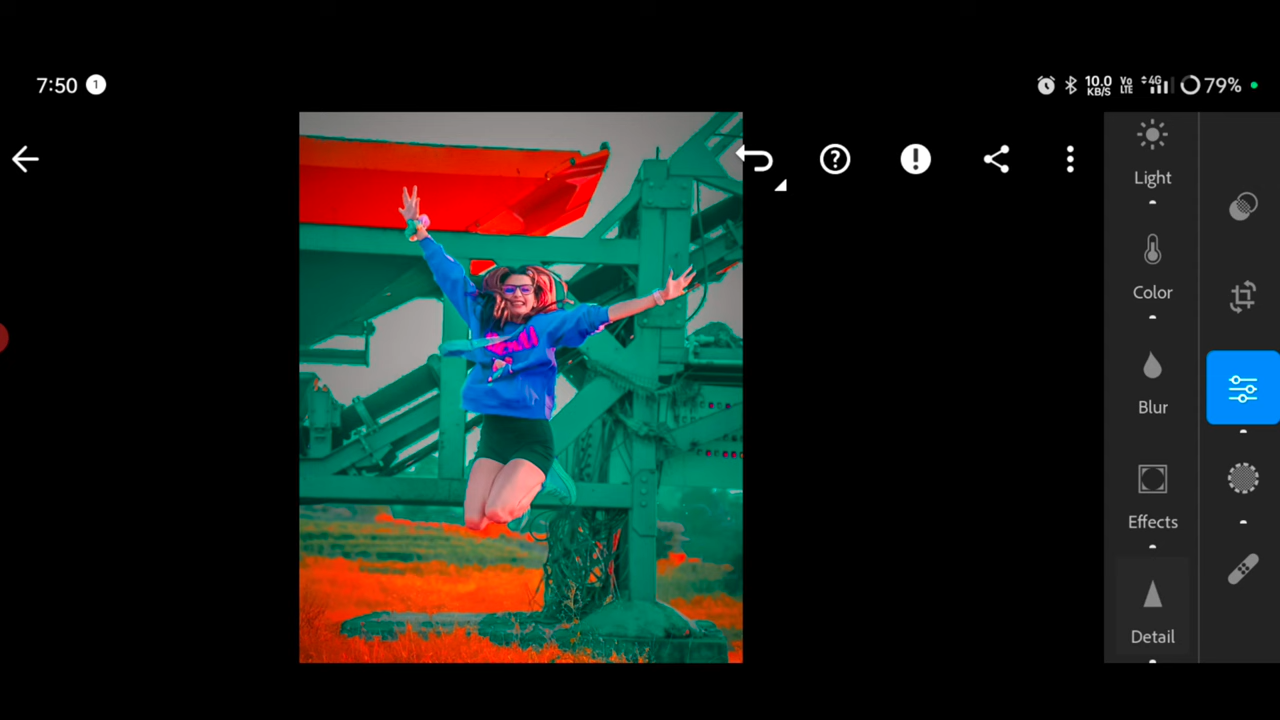 7:50 1
10.0 KB/S Vo LTE 4G 79%
Light
Color
Blur
Effects
Detail